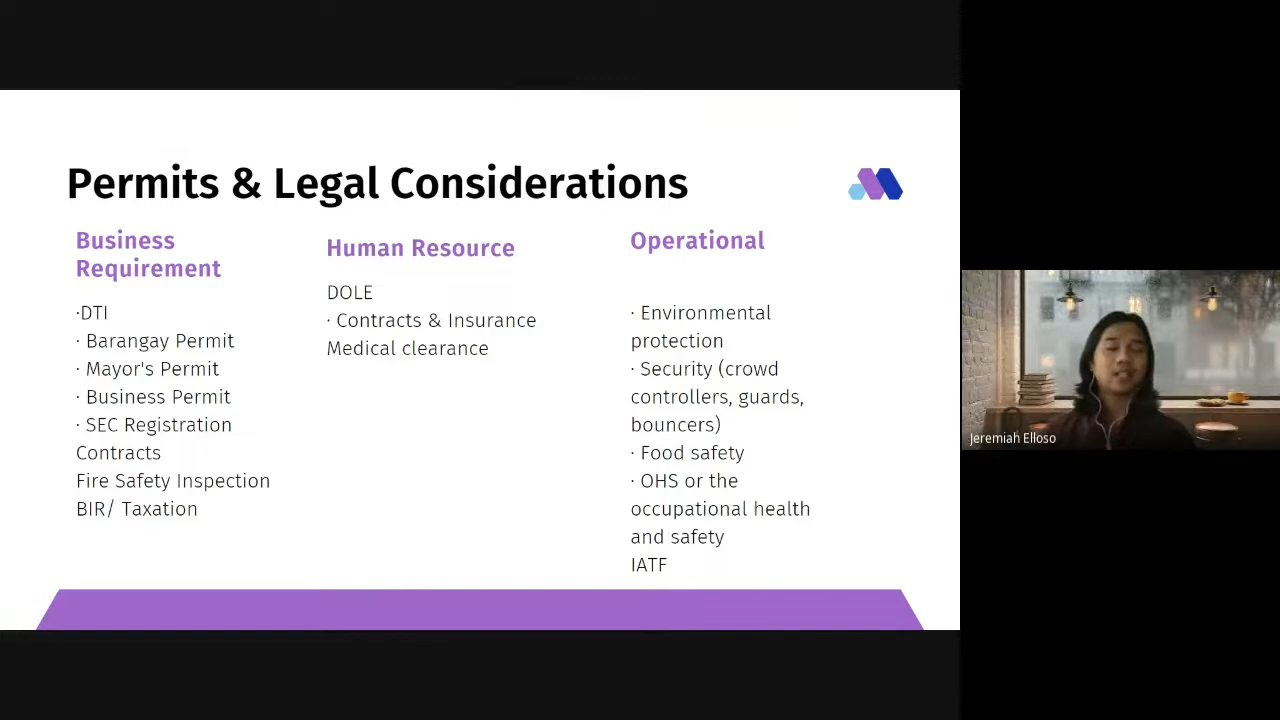 Permits & Legal Considerations
Business
Requirement
·DTI
· Barangay Permit
· Mayor's Permit
· Business Permit
· SEC Registration
Contracts
Fire Safety Inspection
BIR/ Taxation
Human Resource
DOLE
· Contracts & Insurance
Medical clearance
Operational
· Environmental
protection
· Security (crowd
controllers, guards,
bouncers)
· Food safety
· OHS or the
occupational health
and safety
IATF
Jeremiah Elloso